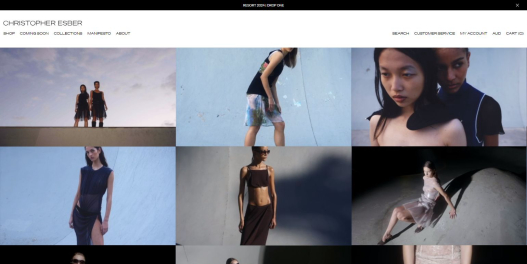 RESORT 2024 | DROP ONE
CHRISTOPHER ESBER
SHOP COMING SOON COLLECTIONS MANIFESTO ABOUT
SEARCH CUSTOMER SERVICE MY ACCOUNT AUD CART (0)